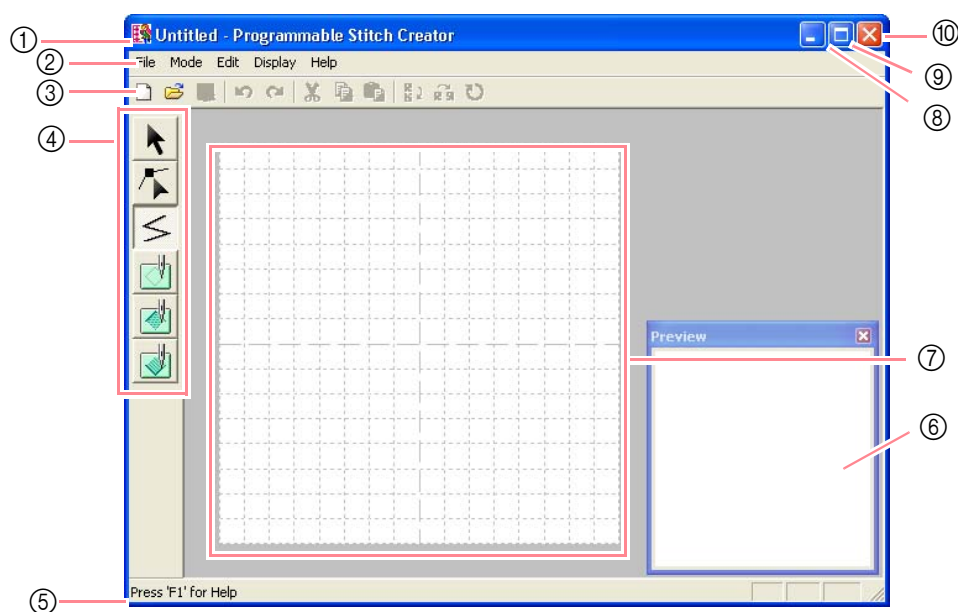 ① Untitled - Programmable Stitch Creator ⑩
② File Mode Edit Display Help ⑨
③ ⑧
④
Preview ⑦
⑥
Press 'F1' for Help
⑤